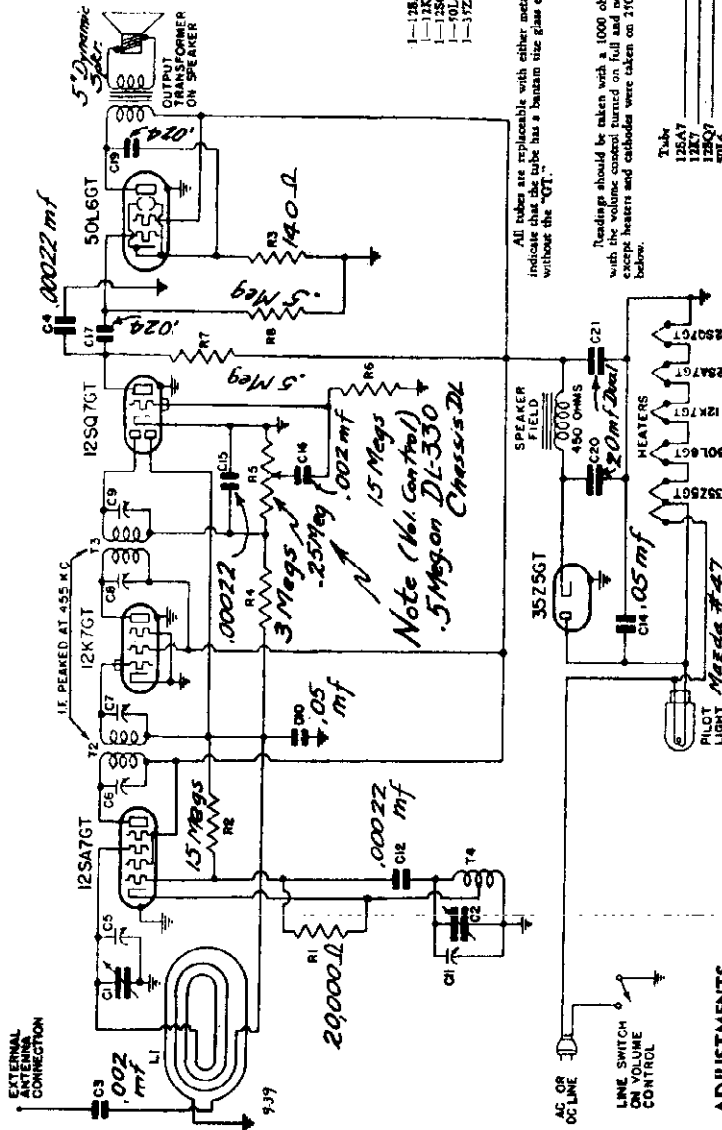 EXTERNAL
ANTENNA
CONNECTION
C3
.002
mf
L1
9-39
C1
C5
12SA7GT
C6
T2
C7
I.F. PEAKED AT 455 K.C.
12K7GT
C8
T3
C9
12SQ7GT
C4 .00022 mf
C17
.024
50L6GT
C19
.024
5" Dynamic
Spkr.
OUTPUT
TRANSFORMER
ON SPEAKER
R3
140 Ω
R8
.5 Meg
R7
.5 Meg
R6
15 Megs
C15
.00022
R5
.25 Meg
C16
.002 mf
R4
3 Megs
Note (Vol. Control)
.5 Meg on DL-330
Chassis DL
C10
.05
mf
15 Megs
R2
R1
20,000 Ω
C12
.00022
mf
T4
C11
C2
AC OR
DC LINE
LINE SWITCH
ON VOLUME
CONTROL
35Z5GT
C14 .05 mf
SPEAKER
FIELD
450 OHMS
C20
C21
20 mf Dual
HEATERS
35Z5GT
50L6GT
12K7GT
12SA7GT
12SQ7GT
PILOT
LIGHT
Mazda #47
All tubes are replaceable with either meta
indicate that the tube has a bantam size glass e
without the "GT."
Readings should be taken with a 1000 oh
with the volume control turned on full and no
except heaters and cathodes were taken on 250
below.
Tube
12SA7
12K7
12SQ7
50L6
ADJUSTMENTS